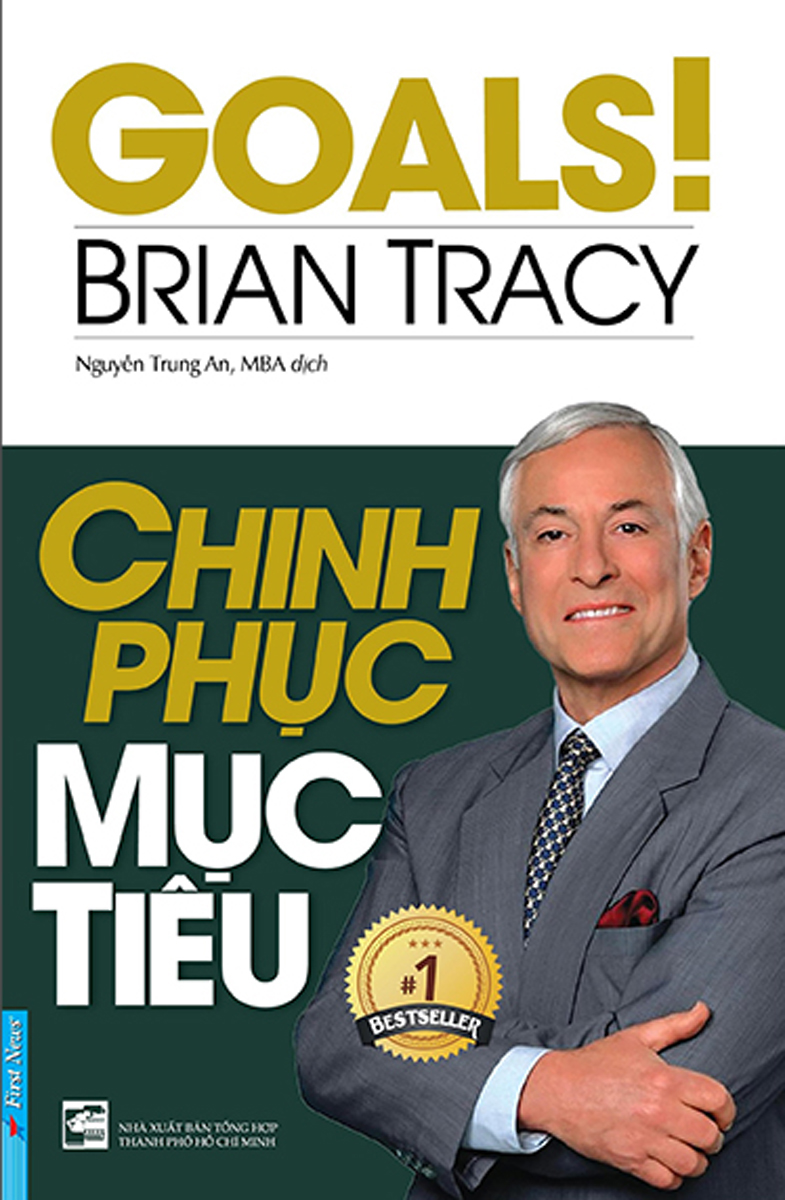 GOALS!
BRIAN TRACY
Nguyễn Trung An, MBA dịch
CHINH
PHỤC
MỤC
TIÊU
#1
BESTSELLER
First News
NHÀ XUẤT BẢN TỔNG HỢP
THÀNH PHỐ HỒ CHÍ MINH